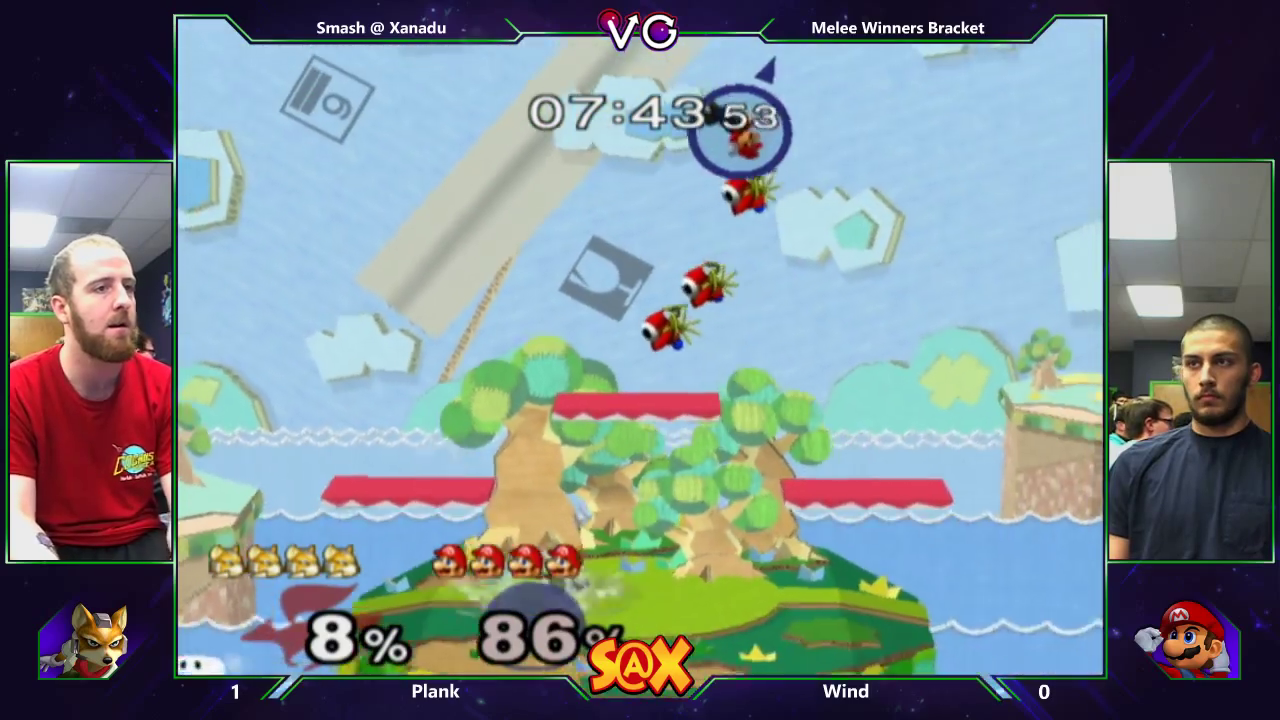 Smash @ Xanadu
VG
Melee Winners Bracket
07:43 53
8%
86%
S@X
1
Plank
Wind
0